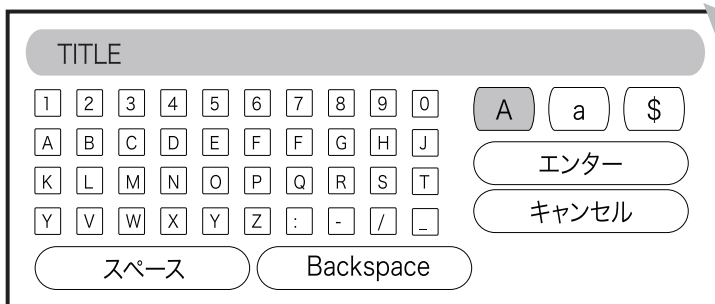 TITLE
1 2 3 4 5 6 7 8 9 0 A a $
A B C D E F F G H J エンター
K L M N O P Q R S T キャンセル
Y V W X Y Z : - / _
スペース Backspace